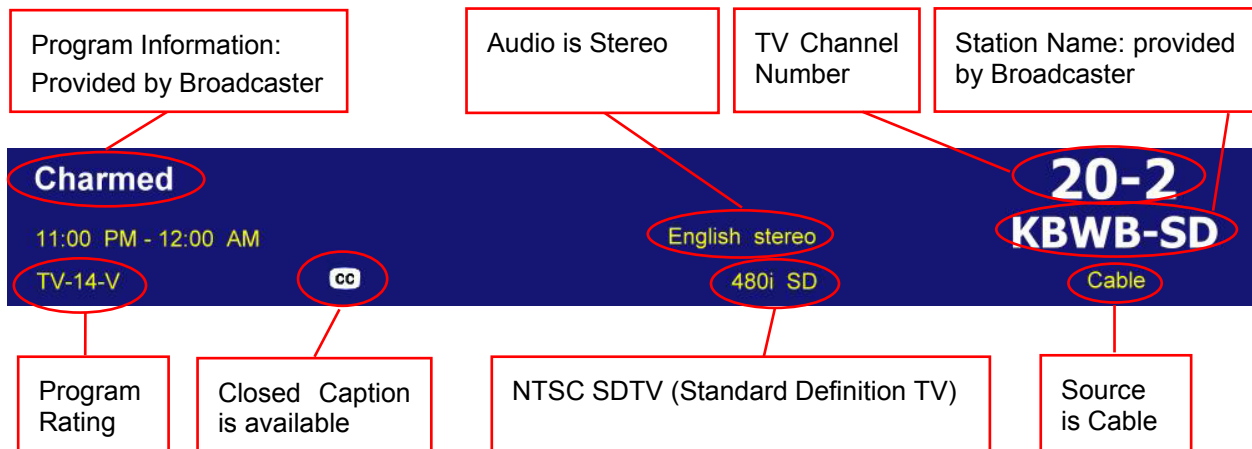 Program Information:
Provided by Broadcaster
Audio is Stereo
TV Channel
Number
Station Name: provided
by Broadcaster
Charmed
20-2
11:00 PM - 12:00 AM
English stereo
KBWB-SD
TV-14-V
CC
480i SD
Cable
Program
Rating
Closed Caption
is available
NTSC SDTV (Standard Definition TV)
Source
is Cable